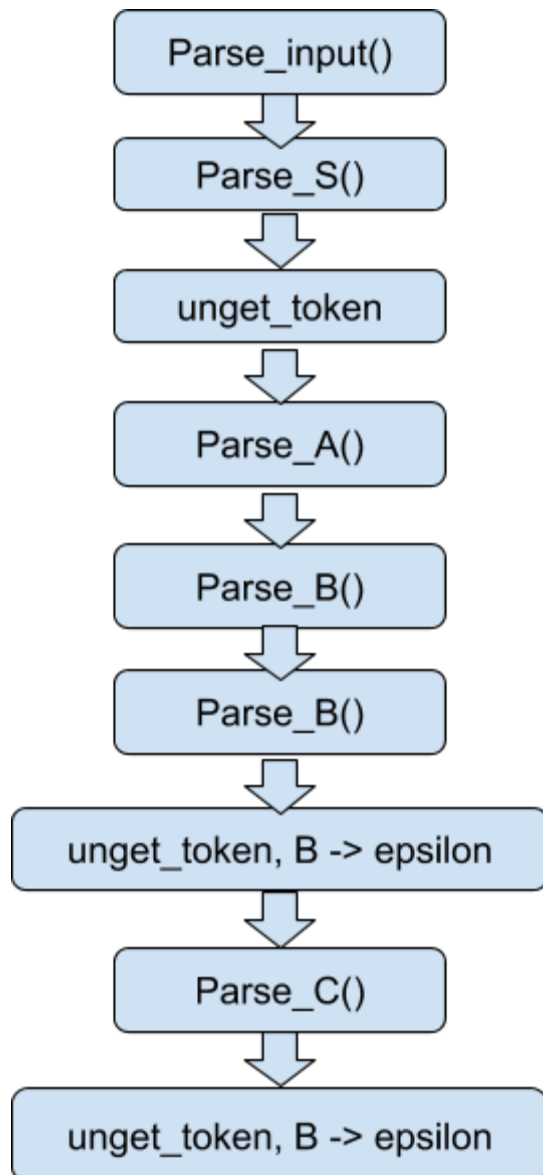 Parse_input()
Parse_S()
unget_token
Parse_A()
Parse_B()
Parse_B()
unget_token, B -> epsilon
Parse_C()
unget_token, B -> epsilon